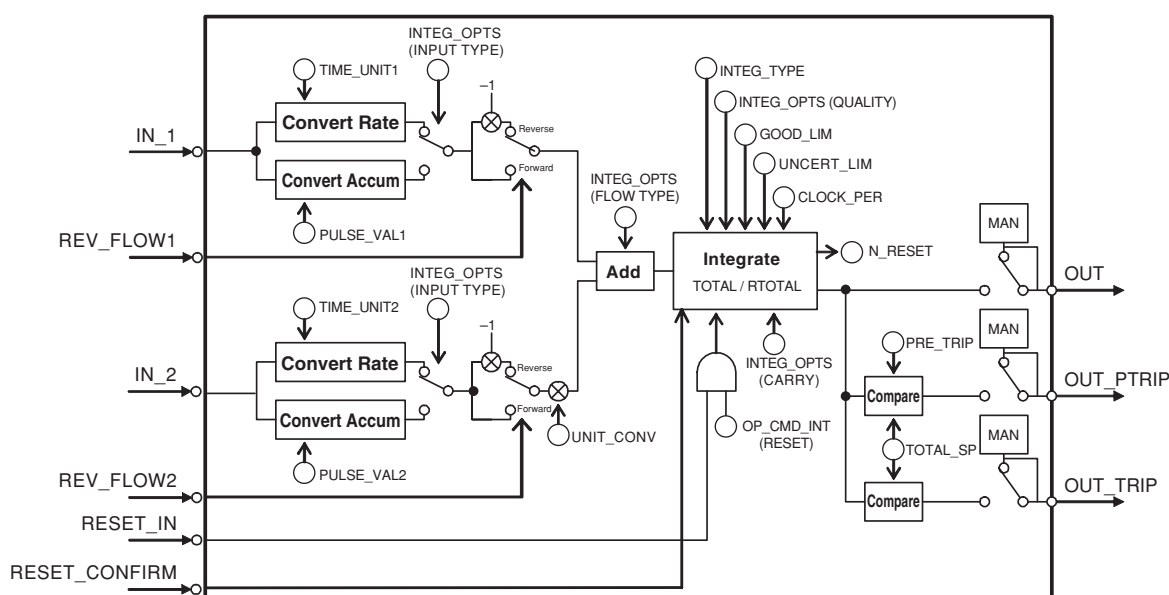 INTEG_OPTS
(INPUT TYPE)
TIME_UNIT1
–1
Convert Rate
Reverse
IN_1
Convert Accum
Forward
PULSE_VAL1
REV_FLOW1
INTEG_TYPE
INTEG_OPTS (QUALITY)
GOOD_LIM
UNCERT_LIM
CLOCK_PER
INTEG_OPTS
(FLOW TYPE)
Add
Integrate
TOTAL / RTOTAL
N_RESET
MAN
OUT
INTEG_OPTS
(INPUT TYPE)
TIME_UNIT2
–1
Convert Rate
Reverse
IN_2
Convert Accum
Forward
UNIT_CONV
PULSE_VAL2
REV_FLOW2
RESET_IN
RESET_CONFIRM
INTEG_OPTS
(CARRY)
OP_CMD_INT
(RESET)
PRE_TRIP
MAN
Compare
OUT_PTRIP
TOTAL_SP
MAN
Compare
OUT_TRIP